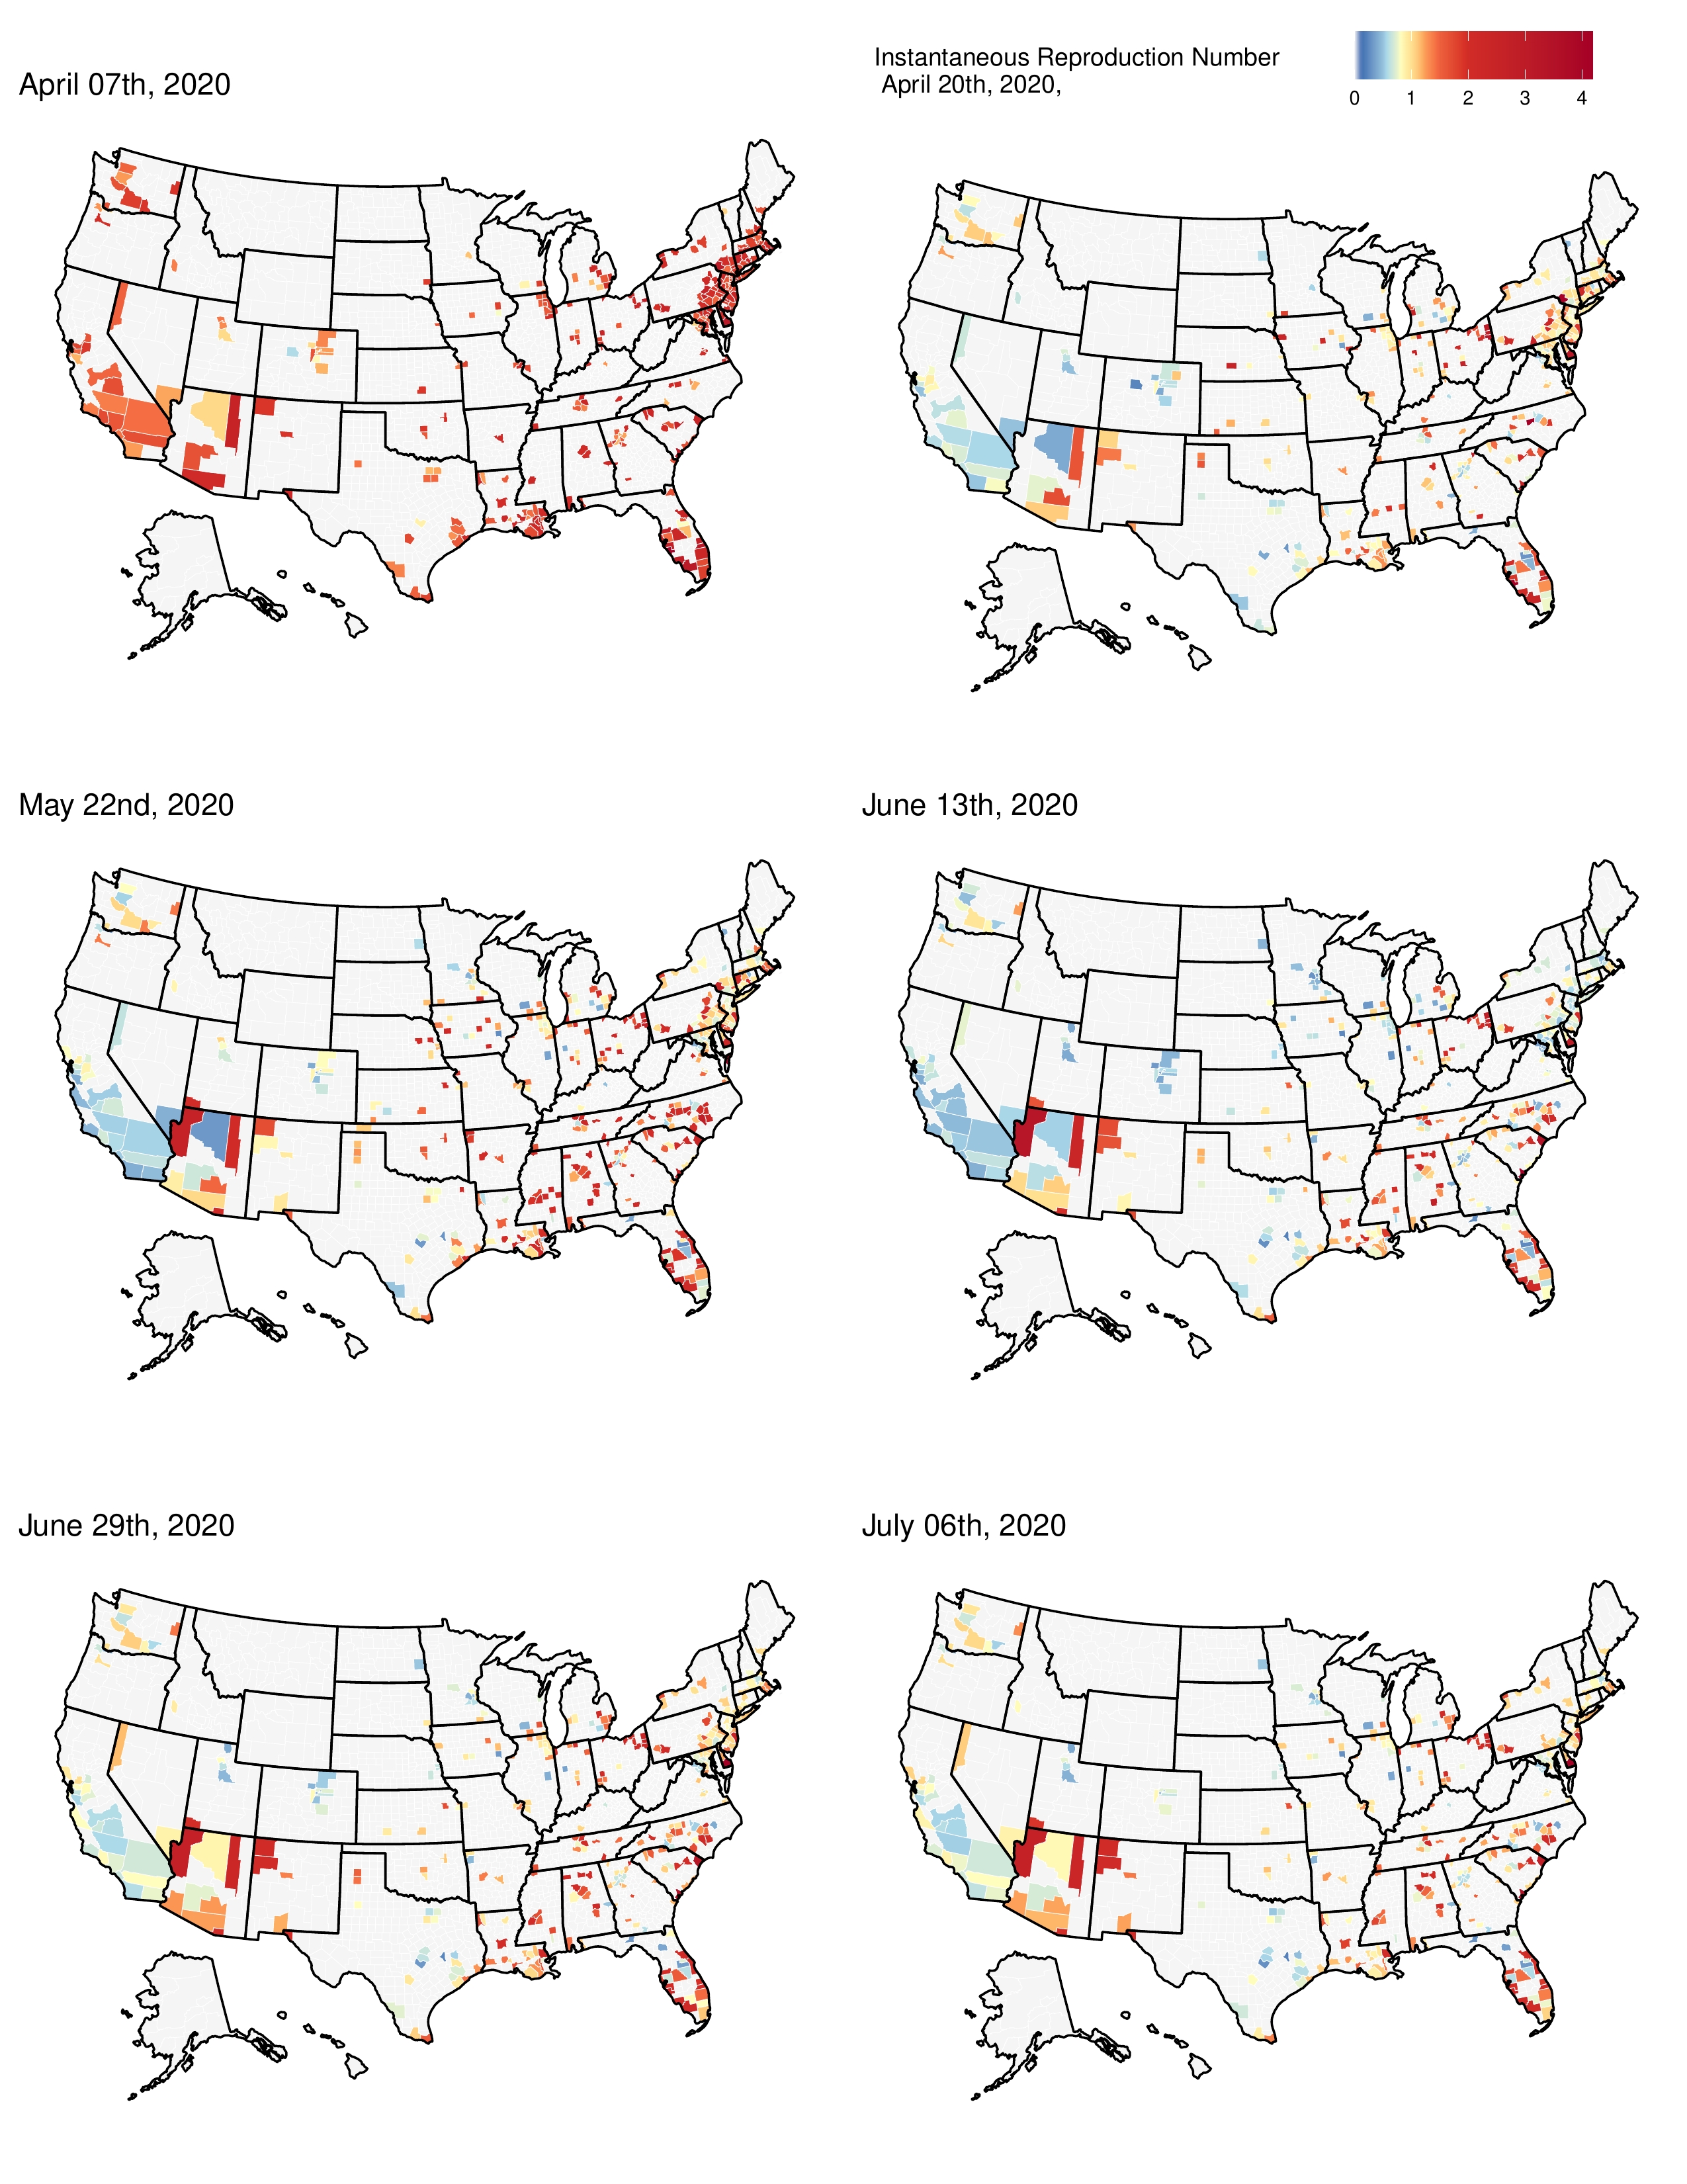 April 07th, 2020
Instantaneous Reproduction Number
April 20th, 2020,
0 1 2 3 4
May 22nd, 2020
June 13th, 2020
June 29th, 2020
July 06th, 2020